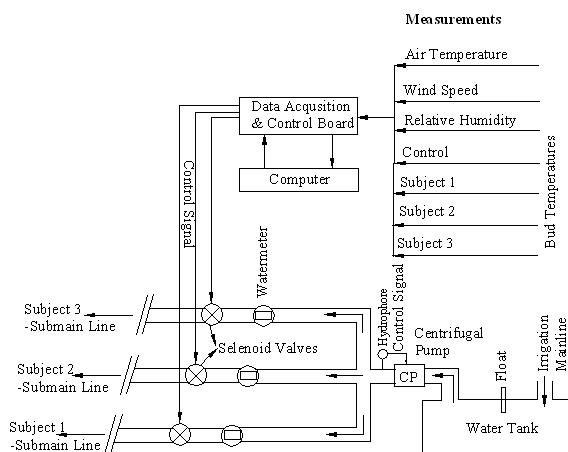 Measurements
Air Temperature
Wind Speed
Relative Humidity
Control
Subject 1
Subject 2
Subject 3
Bud Temperatures
Data Acqusition
& Control Board
Computer
Control Signal
Watermeter
Subject 3
-Submain Line
Selenoid Valves
Subject 2
-Submain Line
Subject 1
-Submain Line
Hydrophore
Control Signal
Centrifugal
Pump
CP
Float
Irrigation
Mainline
Water Tank